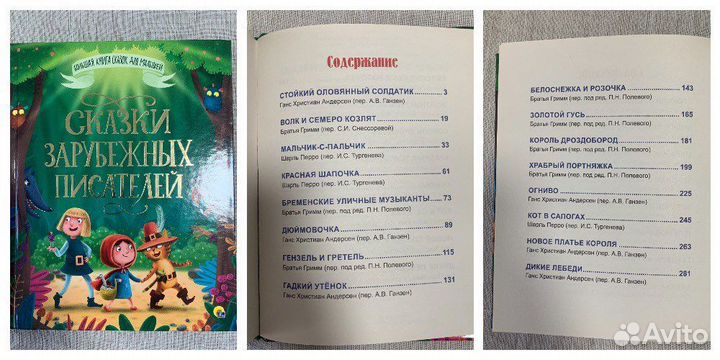 БОЛЬШАЯ КНИГА СКАЗОК ДЛЯ МАЛЫШЕЙ
СКАЗКИ
ЗАРУБЕЖНЫХ
ПИСАТЕЛЕЙ
Содержание
СТОЙКИЙ ОЛОВЯННЫЙ СОЛДАТИК 3
Ганс Христиан Андерсен (пер. А.В. Ганзен)
ВОЛК И СЕМЕРО КОЗЛЯТ 19
Братья Гримм (пер. С.И. Снессоревой)
МАЛЬЧИК-С-ПАЛЬЧИК 33
Шарль Перро (пер. И.С. Тургенева)
КРАСНАЯ ШАПОЧКА 61
Шарль Перро (пер. И.С. Тургенева)
БРЕМЕНСКИЕ УЛИЧНЫЕ МУЗЫКАНТЫ 73
Братья Гримм (пер. под ред. П.Н. Полевого)
ДЮЙМОВОЧКА 89
Ганс Христиан Андерсен (пер. А.В. Ганзен)
ГЕНЗЕЛЬ И ГРЕТЕЛЬ 115
Братья Гримм (пер. под ред. П.Н. Полевого)
ГАДКИЙ УТЁНОК 131
Ганс Христиан Андерсен (пер. А.В. Ганзен)
БЕЛОСНЕЖКА И РОЗОЧКА 143
Братья Гримм (пер. под ред. П.Н. Полевого)
ЗОЛОТОЙ ГУСЬ 165
Братья Гримм (пер. под ред. П.Н. Полевого)
КОРОЛЬ ДРОЗДОБОРОД 181
Братья Гримм (пер. под ред. П.Н. Полевого)
ХРАБРЫЙ ПОРТНЯЖКА 199
Братья Гримм (пер. под ред. П.Н. Полевого)
ОГНИВО 225
Ганс Христиан Андерсен (пер. А.В. Ганзен)
КОТ В САПОГАХ 245
Шарль Перро (пер. И.С. Тургенева)
НОВОЕ ПЛАТЬЕ КОРОЛЯ 263
Ганс Христиан Андерсен (пер. А.В. Ганзен)
ДИКИЕ ЛЕБЕДИ 281
Ганс Христиан Андерсен (пер. А.В. Ганзен)
Avito